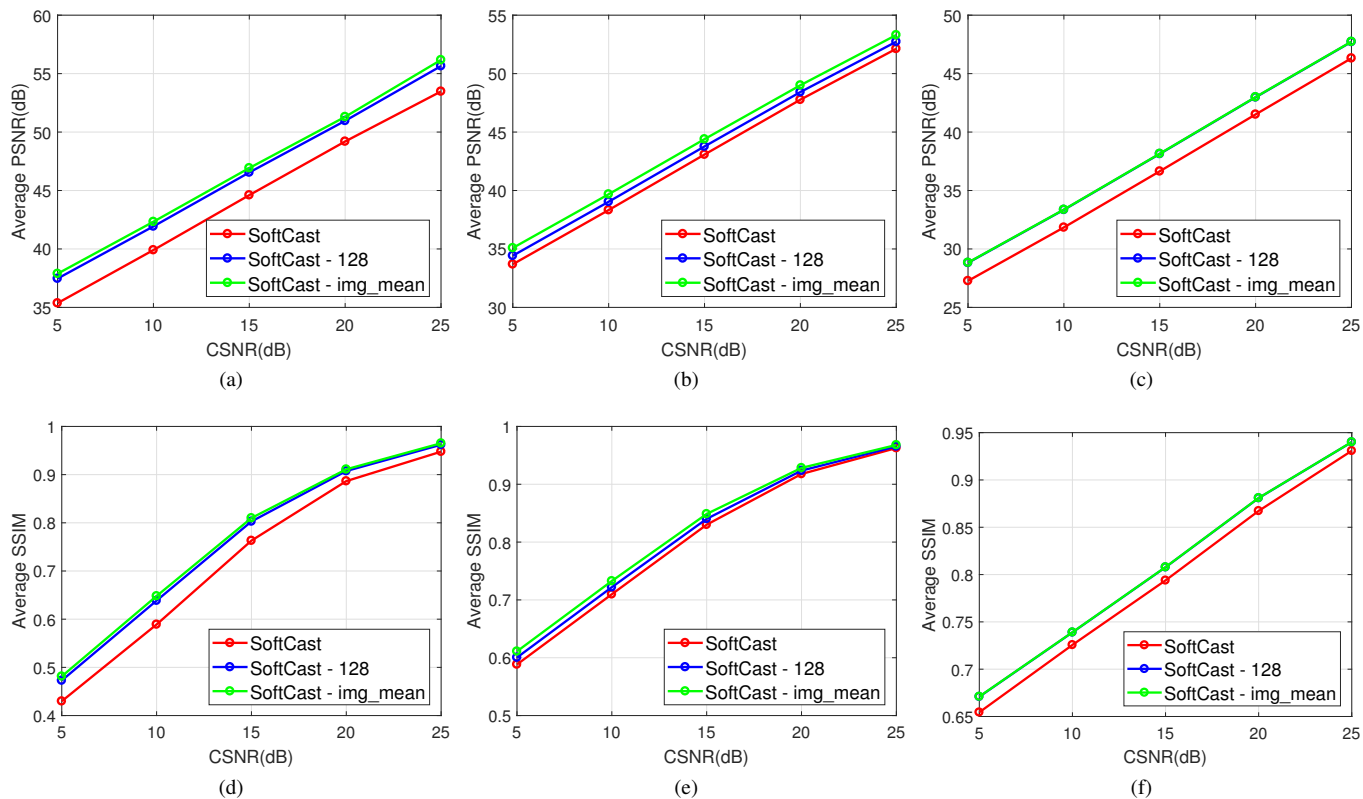 60
55
50
45
40
35
Average PSNR(dB)
SoftCast
SoftCast - 128
SoftCast - img_mean
5 10 15 20 25
CSNR(dB)
(a)
55
50
45
40
35
30
Average PSNR(dB)
SoftCast
SoftCast - 128
SoftCast - img_mean
5 10 15 20 25
CSNR(dB)
(b)
50
45
40
35
30
25
Average PSNR(dB)
SoftCast
SoftCast - 128
SoftCast - img_mean
5 10 15 20 25
CSNR(dB)
(c)
1
0.9
0.8
0.7
0.6
0.5
0.4
Average SSIM
SoftCast
SoftCast - 128
SoftCast - img_mean
5 10 15 20 25
CSNR(dB)
(d)
1
0.9
0.8
0.7
0.6
0.5
Average SSIM
SoftCast
SoftCast - 128
SoftCast - img_mean
5 10 15 20 25
CSNR(dB)
(e)
0.95
0.9
0.85
0.8
0.75
0.7
0.65
Average SSIM
SoftCast
SoftCast - 128
SoftCast - img_mean
5 10 15 20 25
CSNR(dB)
(f)